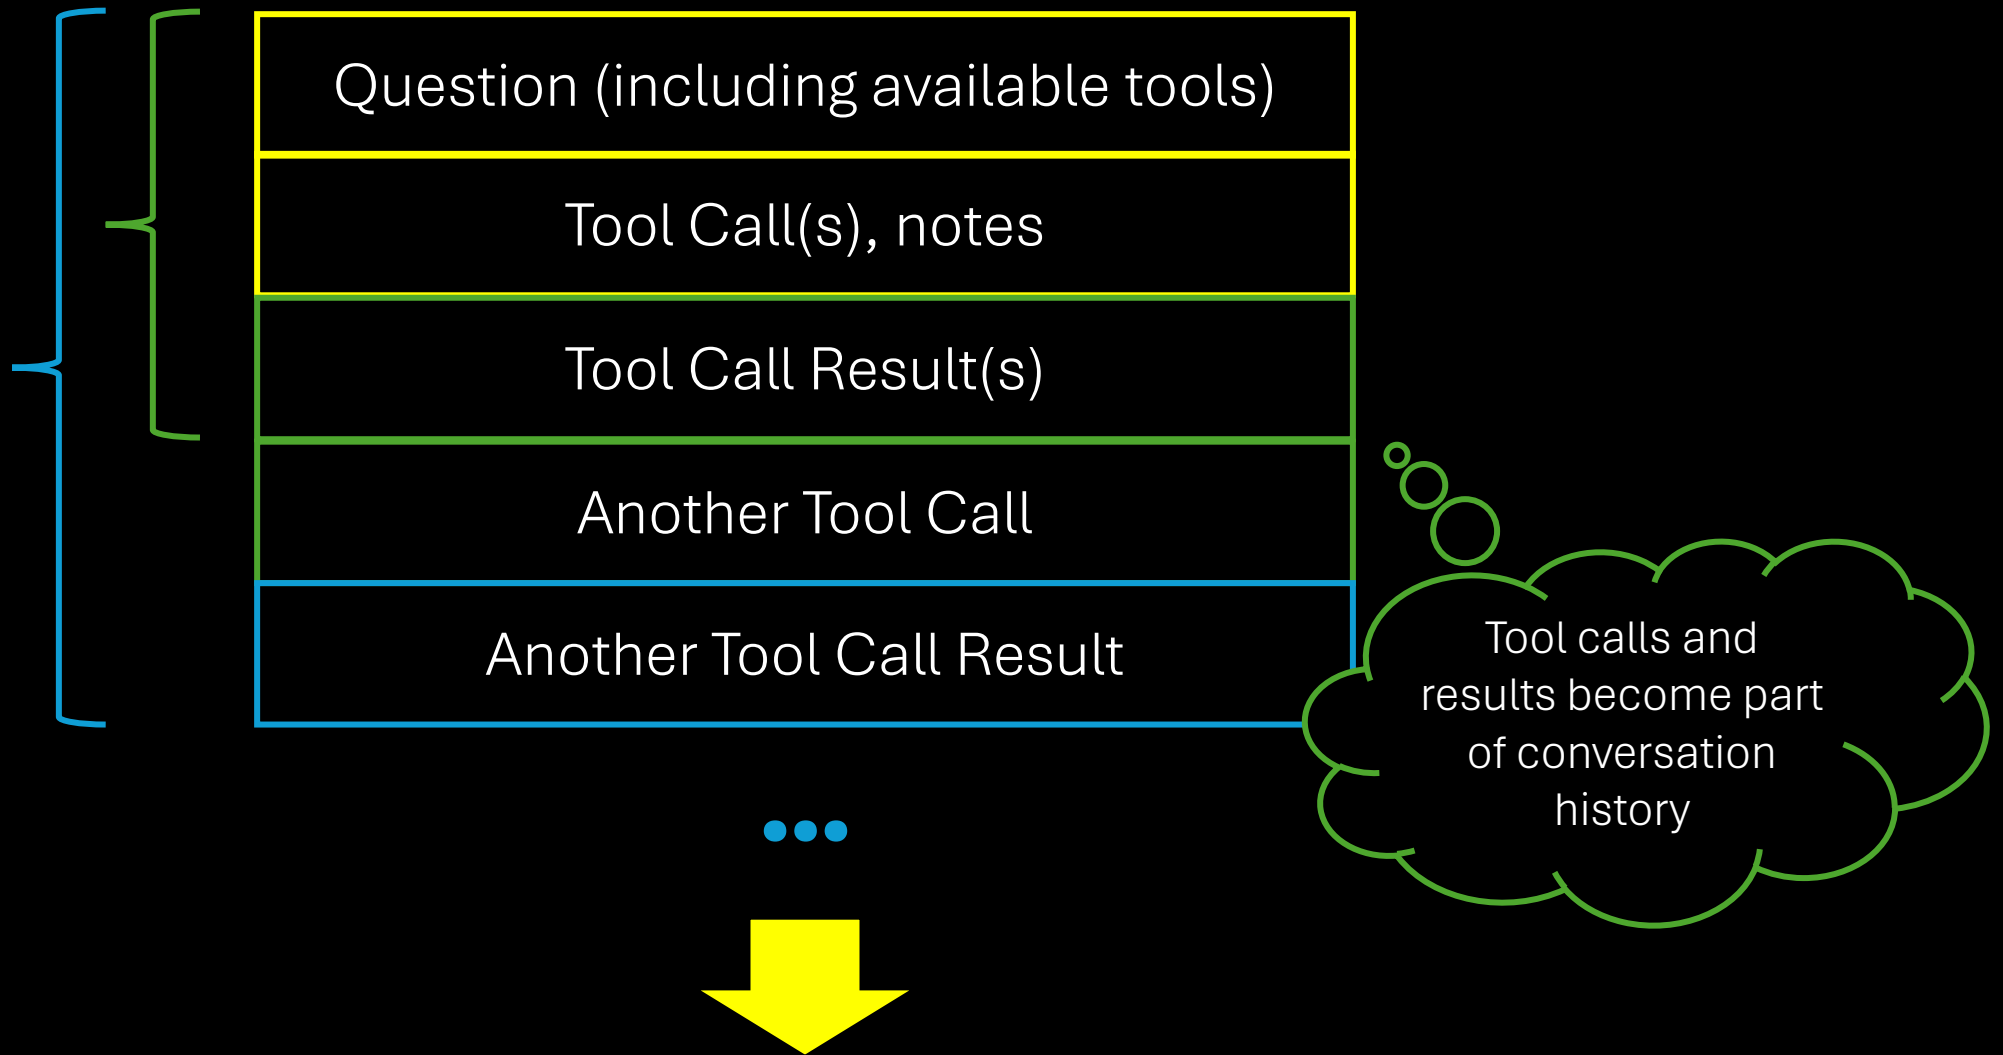 Question (including available tools)
Tool Call(s), notes
Tool Call Result(s)
Another Tool Call
Another Tool Call Result
Tool calls and
results become part
of conversation
history